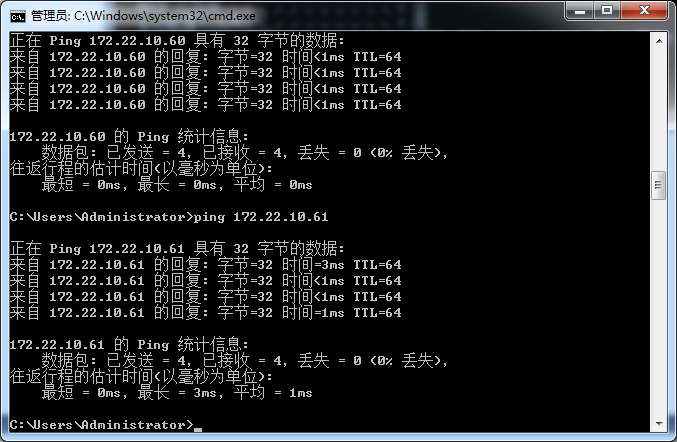 管理员: C:\Windows\system32\cmd.exe
正在 Ping 172.22.10.60 具有 32 字节的数据:
来自 172.22.10.60 的回复: 字节=32 时间<1ms TTL=64
来自 172.22.10.60 的回复: 字节=32 时间<1ms TTL=64
来自 172.22.10.60 的回复: 字节=32 时间<1ms TTL=64
来自 172.22.10.60 的回复: 字节=32 时间<1ms TTL=64
172.22.10.60 的 Ping 统计信息:
数据包: 已发送 = 4, 已接收 = 4, 丢失 = 0 (0% 丢失),
往返行程的估计时间(以毫秒为单位):
最短 = 0ms, 最长 = 0ms, 平均 = 0ms
C:\Users\Administrator>ping 172.22.10.61
正在 Ping 172.22.10.61 具有 32 字节的数据:
来自 172.22.10.61 的回复: 字节=32 时间=3ms TTL=64
来自 172.22.10.61 的回复: 字节=32 时间<1ms TTL=64
来自 172.22.10.61 的回复: 字节=32 时间<1ms TTL=64
来自 172.22.10.61 的回复: 字节=32 时间=1ms TTL=64
172.22.10.61 的 Ping 统计信息:
数据包: 已发送 = 4, 已接收 = 4, 丢失 = 0 (0% 丢失),
往返行程的估计时间(以毫秒为单位):
最短 = 0ms, 最长 = 3ms, 平均 = 1ms
C:\Users\Administrator>_